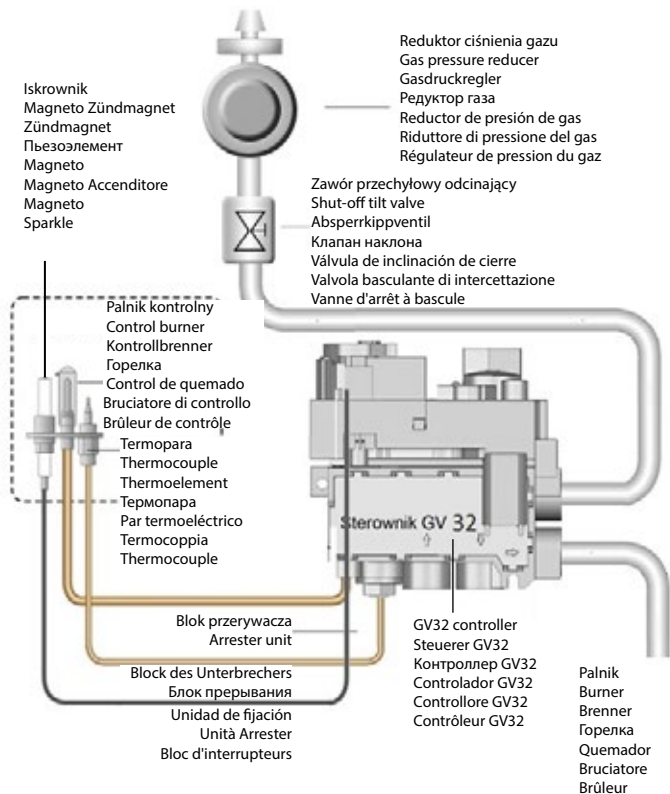 Reduktor ciśnienia gazu
Gas pressure reducer
Gasdruckregler
Редуктор газа
Reductor de presión de gas
Riduttore di pressione del gas
Régulateur de pression du gaz
Iskrownik
Magneto Zündmagnet
Zündmagnet
Пьезоэлемент
Magneto
Magneto Accenditore
Magneto
Sparkle
Zawór przechyłowy odcinający
Shut-off tilt valve
Absperrkippventil
Клапан наклона
Válvula de inclinación de cierre
Valvola basculante di intercettazione
Vanne d'arrêt à bascule
Palnik kontrolny
Control burner
Kontrollbrenner
Горелка
Control de quemado
Bruciatore di controllo
Brûleur de contrôle
Termopara
Thermocouple
Thermoelement
Термопара
Par termoeléctrico
Termocoppia
Thermocouple
Sterownik GV 32
Blok przerywacza
Arrester unit
Block des Unterbrechers
Блок прерывания
Unidad de fijación
Unità Arrester
Bloc d'interrupteurs
GV32 controller
Steuerer GV32
Контроллер GV32
Controlador GV32
Controllore GV32
Contrôleur GV32
Palnik
Burner
Brenner
Горелка
Quemador
Bruciatore
Brûleur